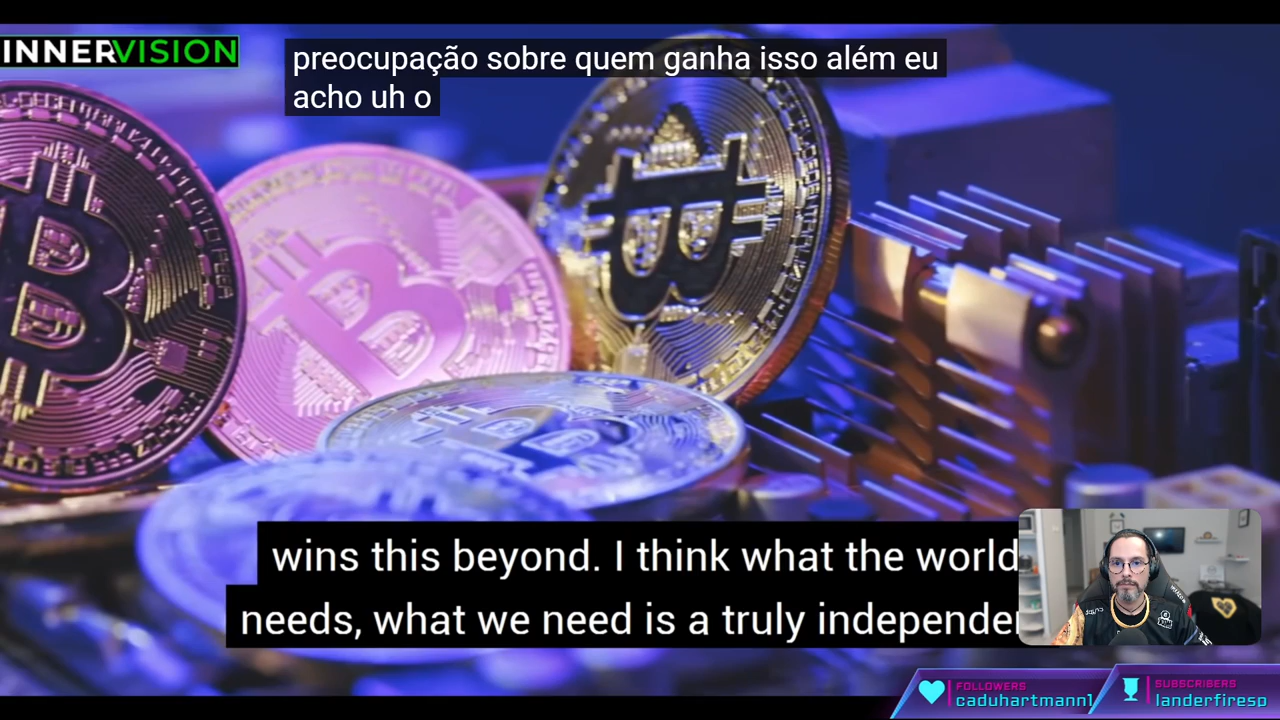 INNERVISION
preocupação sobre quem ganha isso além eu
acho uh o
wins this beyond. I think what the world
needs, what we need is a truly
FOLLOWERS
caduhartmann1
SUBSCRIBERS
landerfiresp